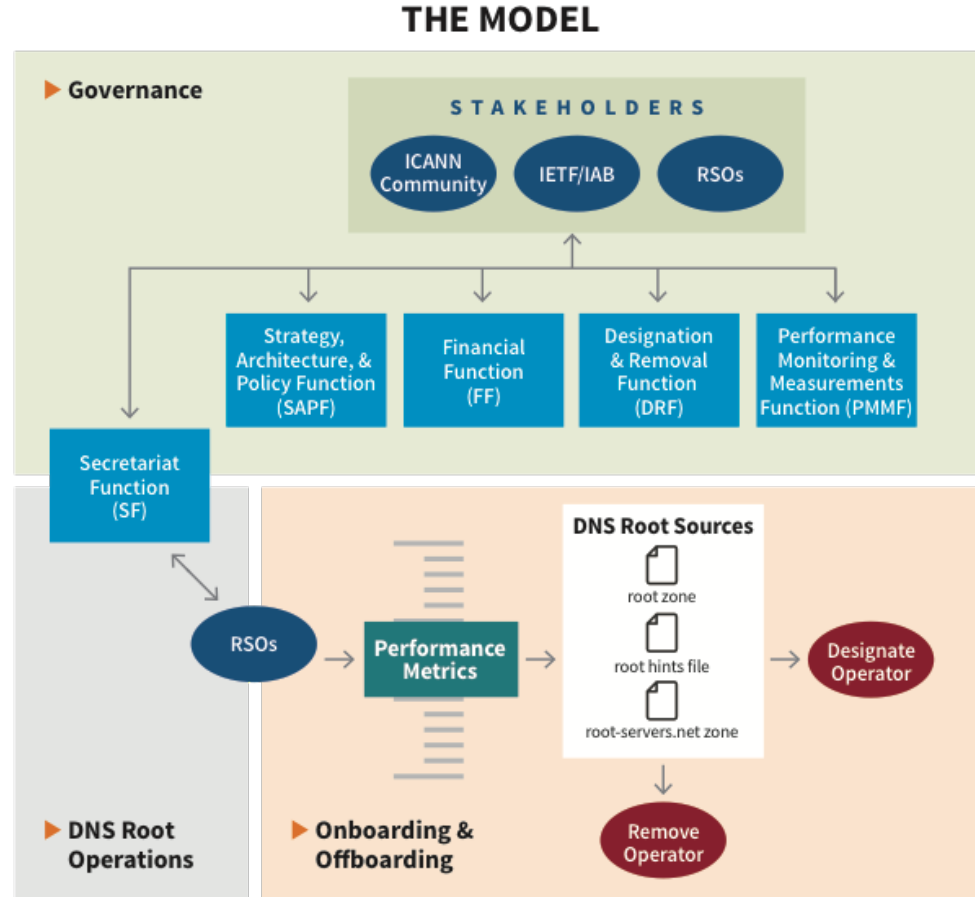 THE MODEL
Governance
STAKEHOLDERS
ICANN
Community
IETF/IAB
RSOs
Strategy,
Architecture, &
Policy Function
(SAPF)
Financial
Function
(FF)
Designation
& Removal
Function
(DRF)
Performance
Monitoring &
Measurements
Function (PMMF)
Secretariat
Function
(SF)
RSOs
Performance
Metrics
DNS Root Sources
root zone
root hints file
root-servers.net zone
Designate
Operator
Remove
Operator
DNS Root
Operations
Onboarding &
Offboarding